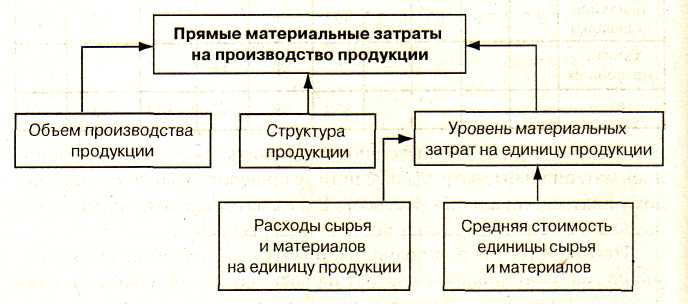 Прямые материальные затраты
на производство продукции
Объем производства
продукции
Структура
продукции
Уровень материальных
затрат на единицу продукции
Расходы сырья
и материалов
на единицу продукции
Средняя стоимость
единицы сырья
и материалов